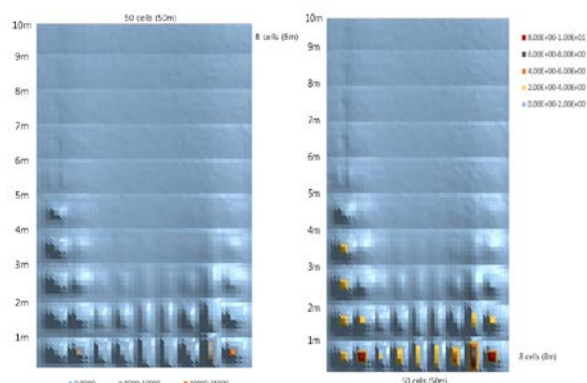 50 cells (50m)
8 cells (8m)
10m
9m
8m
7m
6m
5m
4m
3m
2m
1m
10m
9m
8m
7m
6m
5m
4m
3m
2m
1m
8.00E+00-1.00E+01
6.00E+00-8.00E+00
4.00E+00-6.00E+00
2.00E+00-4.00E+00
0.00E+00-2.00E+00
8 cells (8m)
50 cells (50m)